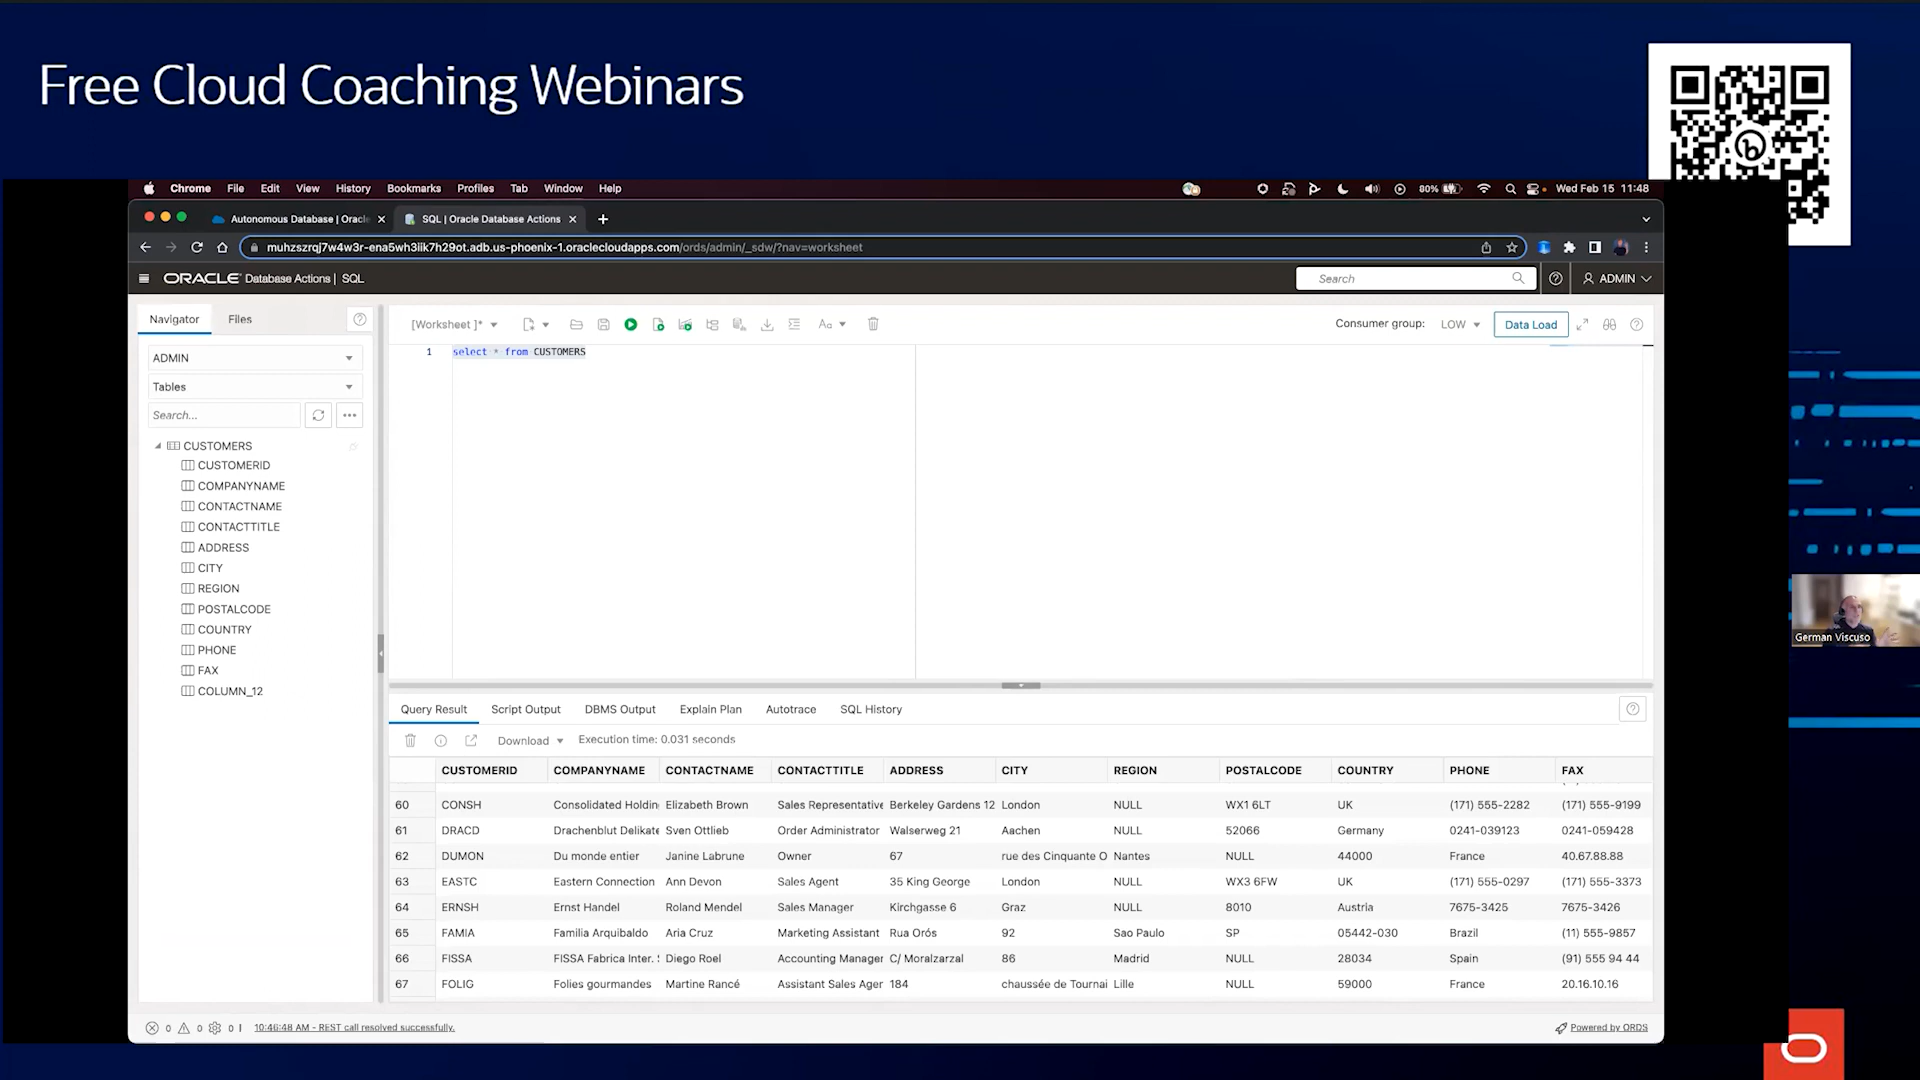 Free Cloud Coaching Webinars
Chrome File Edit View History Bookmarks Profiles Tab Window Help 80% Wed Feb 15 11:48
Autonomous Database | Oracl SQL | Oracle Database Actions
muhzszrqj7w4w3r-ena5wh3iik7h29ot.adb.us-phoenix-1.oraclecloudapps.com/ords/admin/_sdw/?nav=worksheet
ORACLE Database Actions | SQL Search ADMIN
Navigator Files
[Worksheet ]* Aa Consumer group: LOW Data Load
ADMIN
Tables
Search...
CUSTOMERS
CUSTOMERID
COMPANYNAME
CONTACTNAME
CONTACTTITLE
ADDRESS
CITY
REGION
POSTALCODE
COUNTRY
PHONE
FAX
COLUMN_12
1 select * from CUSTOMERS
German Viscuso
Query Result Script Output DBMS Output Explain Plan Autotrace SQL History
Download Execution time: 0.031 seconds
CUSTOMERID COMPANYNAME CONTACTNAME CONTACTTITLE ADDRESS CITY REGION POSTALCODE COUNTRY PHONE FAX
60 CONSH Consolidated Holdin Elizabeth Brown Sales Representative Berkeley Gardens 12 London NULL WX1 6LT UK (171) 555-2282 (171) 555-9199
61 DRACD Drachenblut Delikate Sven Ottlieb Order Administrator Walserweg 21 Aachen NULL 52066 Germany 0241-039123 0241-059428
62 DUMON Du monde entier Janine Labrune Owner 67 rue des Cinquante O Nantes NULL 44000 France 40.67.88.88
63 EASTC Eastern Connection Ann Devon Sales Agent 35 King George London NULL WX3 6FW UK (171) 555-0297 (171) 555-3373
64 ERNSH Ernst Handel Roland Mendel Sales Manager Kirchgasse 6 Graz NULL 8010 Austria 7675-3425 7675-3426
65 FAMIA Familia Arquibaldo Aria Cruz Marketing Assistant Rua Orós 92 Sao Paulo SP 05442-030 Brazil (11) 555-9857
66 FISSA FISSA Fabrica Inter. Diego Roel Accounting Manager C/ Moralzarzal 86 Madrid NULL 28034 Spain (91) 555 94 44
67 FOLIG Folies gourmandes Martine Rancé Assistant Sales Ager 184 chaussée de Tournai Lille NULL 59000 France 20.16.10.16
0 0 0 | 10:46:48 AM - REST call resolved successfully. Powered by ORDS